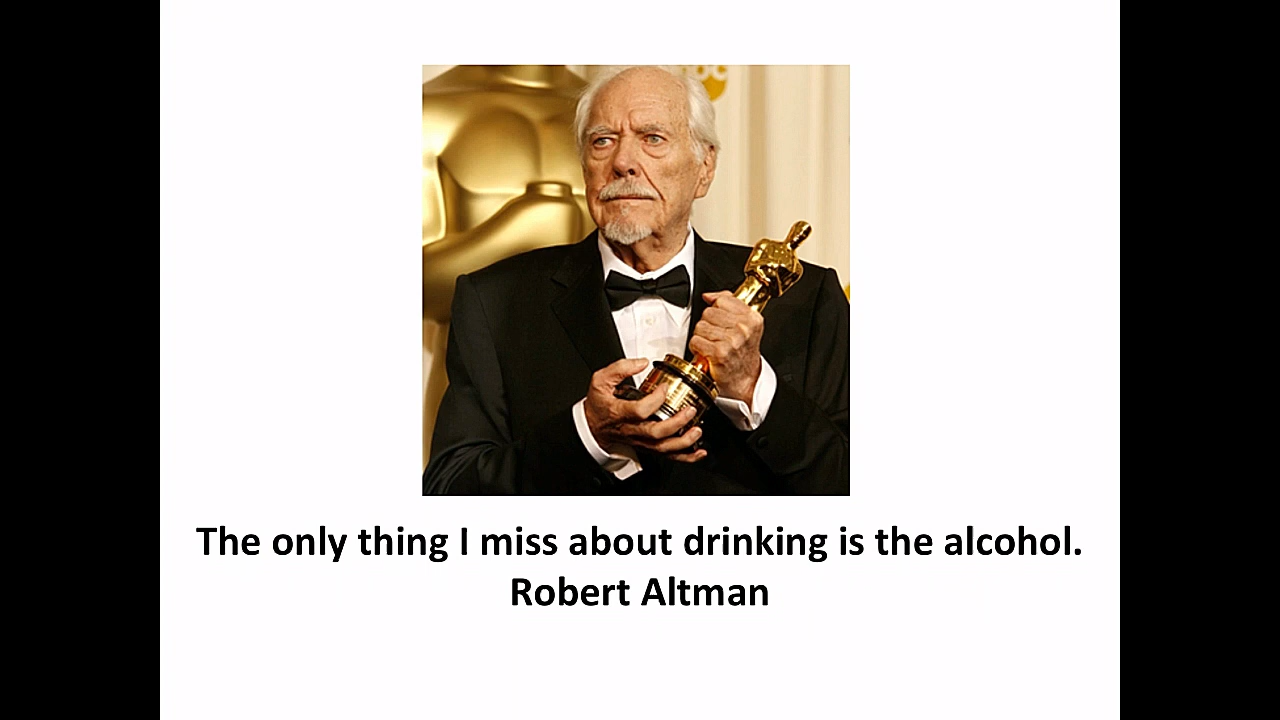 The only thing I miss about drinking is the alcohol.
Robert Altman